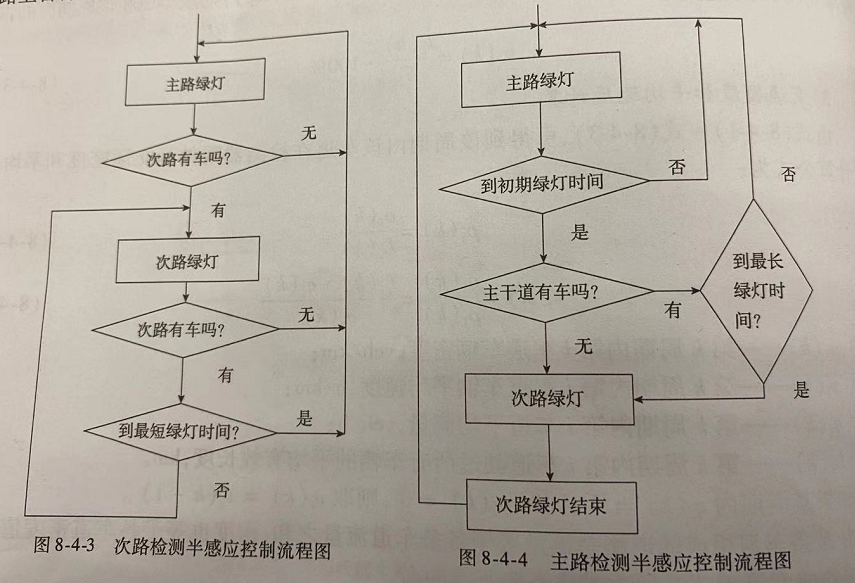 主路绿灯
次路有车吗?
无
有
次路绿灯
次路有车吗?
无
有
到最短绿灯时间?
是
否
图8-4-3 次路检测半感应控制流程图
主路绿灯
到初期绿灯时间
否
是
主干道有车吗?
有
无
到最长
绿灯时
间?
否
是
次路绿灯
次路绿灯结束
图8-4-4 主路检测半感应控制流程图